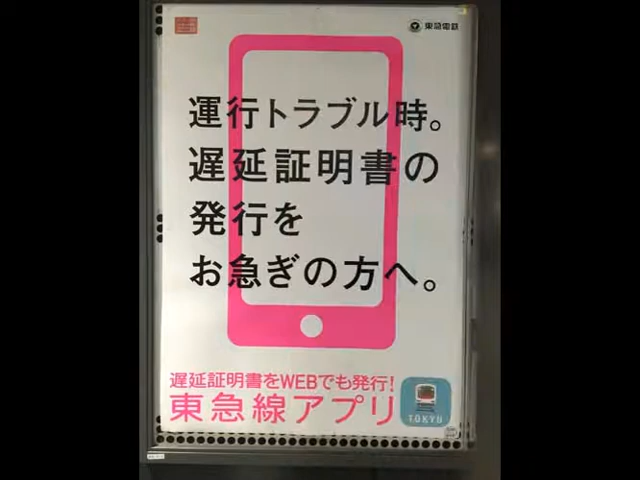 東急電鉄
運行トラブル時。
遅延証明書の
発行を
お急ぎの方へ。
遅延証明書をWEBでも発行!
東急線アプリ
TOKYU